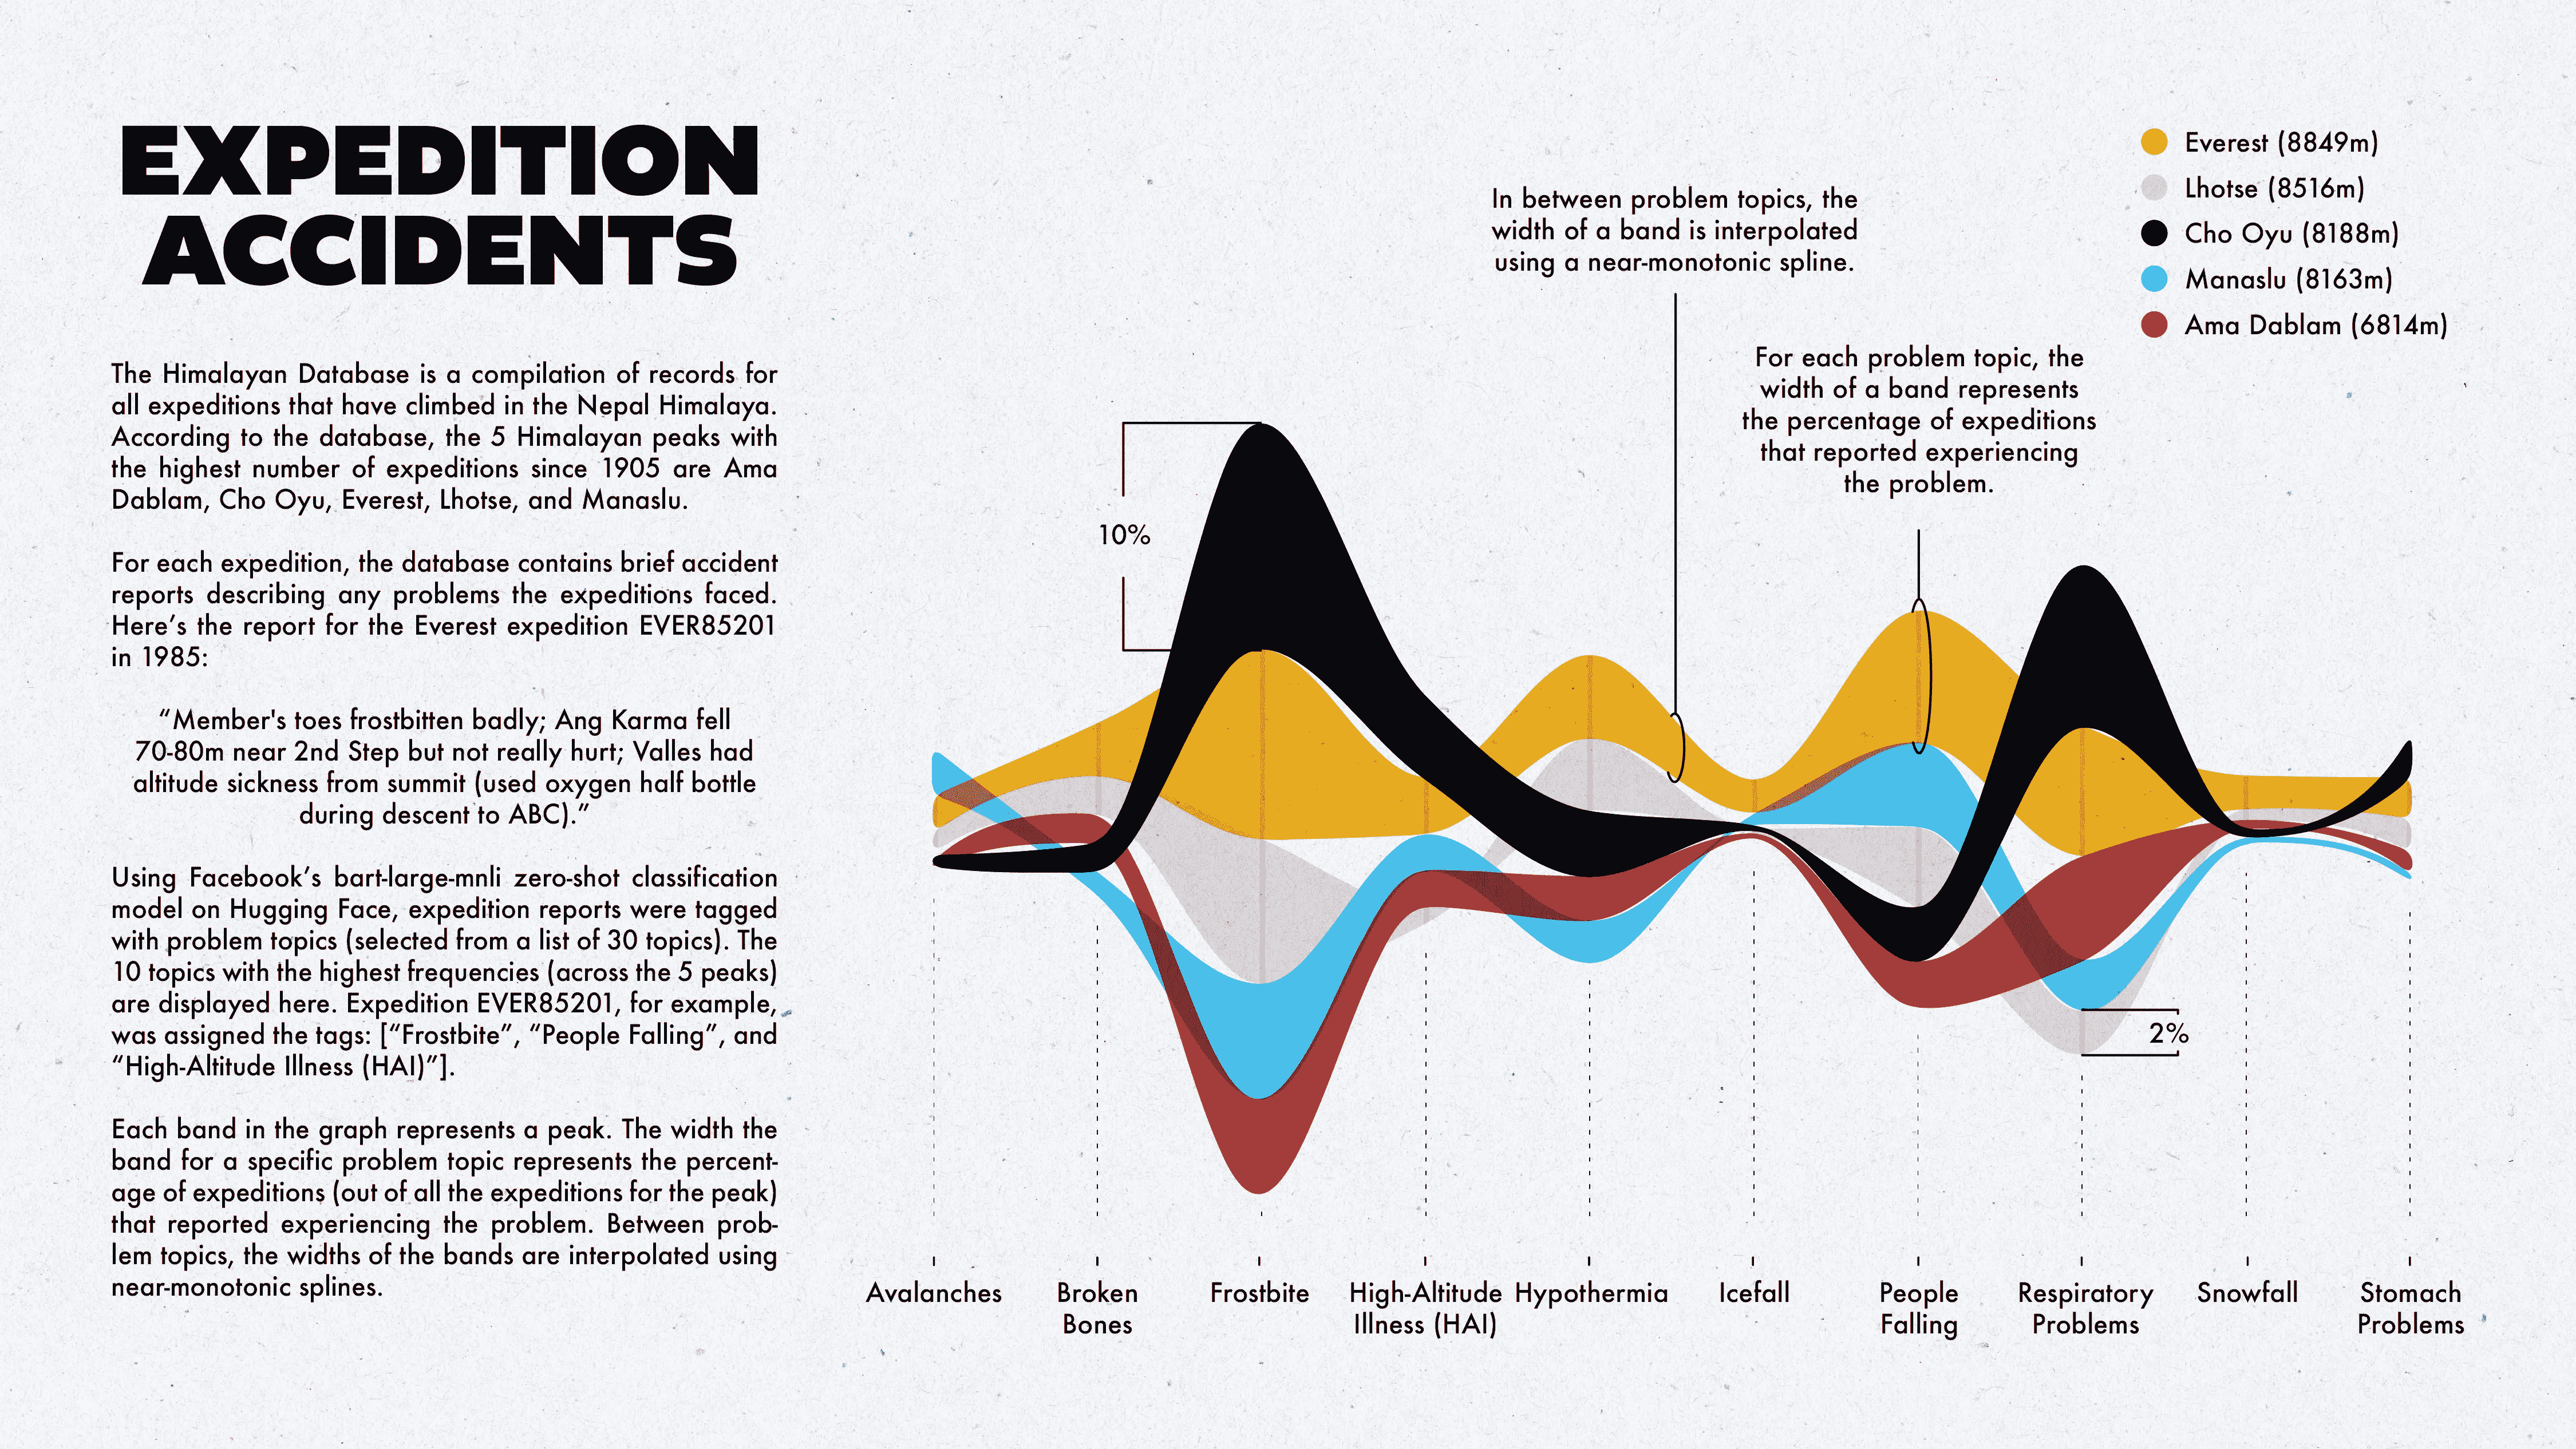 EXPEDITION
ACCIDENTS
The Himalayan Database is a compilation of records for
all expeditions that have climbed in the Nepal Himalaya.
According to the database, the 5 Himalayan peaks with
the highest number of expeditions since 1905 are Ama
Dablam, Cho Oyu, Everest, Lhotse, and Manaslu.
For each expedition, the database contains brief accident
reports describing any problems the expeditions faced.
Here’s the report for the Everest expedition EVER85201
in 1985:
“Member's toes frostbitten badly; Ang Karma fell
70-80m near 2nd Step but not really hurt; Valles had
altitude sickness from summit (used oxygen half bottle
during descent to ABC).”
Using Facebook’s bart-large-mnli zero-shot classification
model on Hugging Face, expedition reports were tagged
with problem topics (selected from a list of 30 topics). The
10 topics with the highest frequencies (across the 5 peaks)
are displayed here. Expedition EVER85201, for example,
was assigned the tags: [“Frostbite”, “People Falling”, and
“High-Altitude Illness (HAI)”].
Each band in the graph represents a peak. The width the
band for a specific problem topic represents the percent-
age of expeditions (out of all the expeditions for the peak)
that reported experiencing the problem. Between prob-
lem topics, the widths of the bands are interpolated using
near-monotonic splines.
In between problem topics, the
width of a band is interpolated
using a near-monotonic spline.
For each problem topic, the
width of a band represents
the percentage of expeditions
that reported experiencing
the problem.
Everest (8849m)
Lhotse (8516m)
Cho Oyu (8188m)
Manaslu (8163m)
Ama Dablam (6814m)
10%
2%
Avalanches
Broken
Bones
Frostbite
High-Altitude
Illness (HAI)
Hypothermia
Icefall
People
Falling
Respiratory
Problems
Snowfall
Stomach
Problems